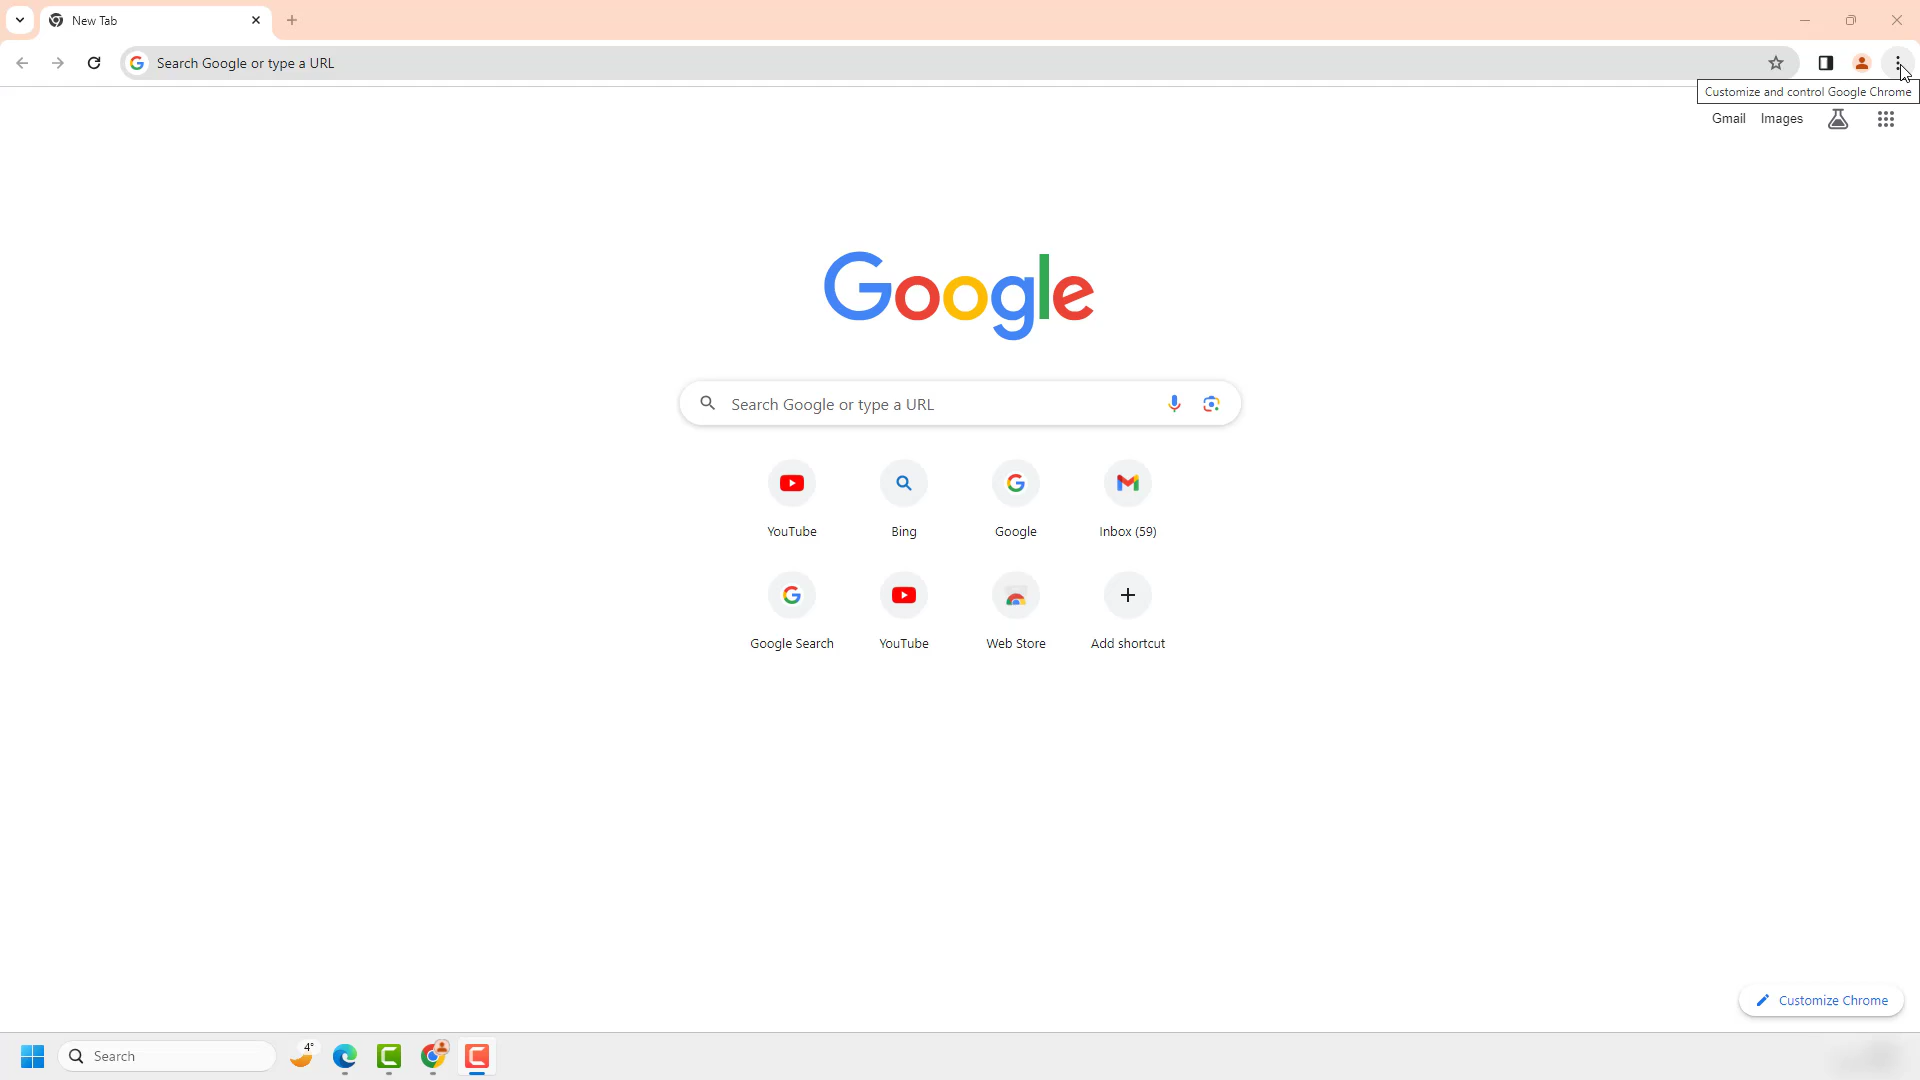 New Tab
Search Google or type a URL
Customize and control Google Chrome
Gmail Images
Google
Search Google or type a URL
YouTube Bing Google Inbox (59)
Google Search YouTube Web Store Add shortcut
Customize Chrome
Search 4°